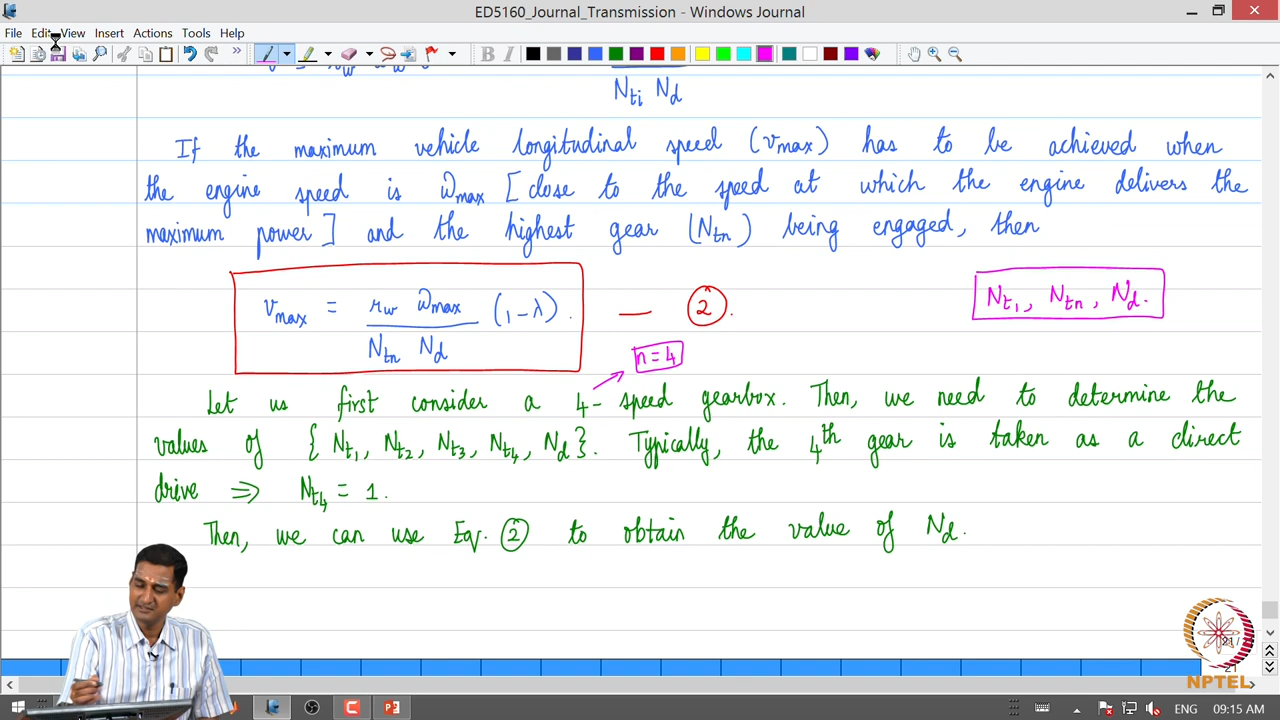 ED5160_Journal_Transmission - Windows Journal
File Edit View Insert Actions Tools Help
N_ti N_d
If the maximum vehicle longitudinal speed (v_max) has to be achieved when
the engine speed is ω_max [close to the speed at which the engine delivers the
maximum power] and the highest gear (N_tn) being engaged, then
v_max = r_w ω_max (1-λ). — ②.
N_tn N_d
N_t1, N_tn, N_d.
n=4
Let us first consider a 4-speed gearbox. Then, we need to determine the
values of {N_t1, N_t2, N_t3, N_t4, N_d}. Typically, the 4th gear is taken as a direct
drive ⇒ N_t4 = 1.
Then, we can use Eq. ② to obtain the value of N_d.
NPTEL
ENG 09:15 AM